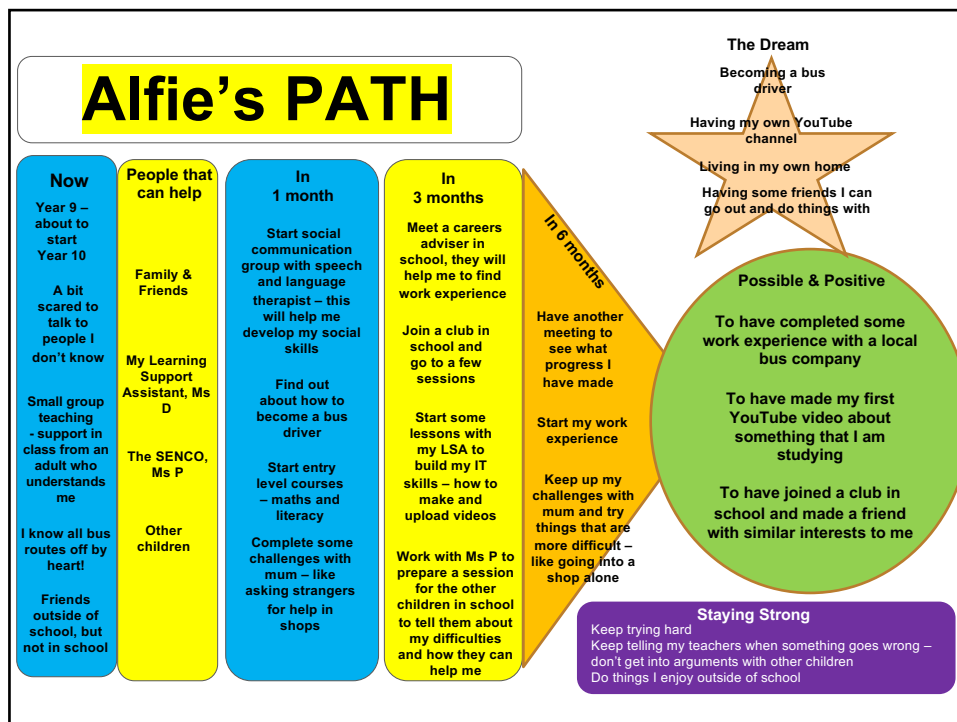 Alfie's PATH
Now
Year 9 –
about to
start
Year 10
A bit
scared to
talk to
people I
don't know
Small group
teaching
- support in
class from an
adult who
understands
me
I know all bus
routes off by
heart!
Friends
outside of
school, but
not in school
People that
can help
Family &
Friends
My Learning
Support
Assistant, Ms
D
The SENCO,
Ms P
Other
children
In
1 month
Start social
communication
group with speech
and language
therapist – this
will help me
develop my social
skills
Find out
about how to
become a bus
driver
Start entry
level courses
– maths and
literacy
Complete some
challenges with
mum – like
asking strangers
for help in
shops
In
3 months
Meet a careers
adviser in
school, they will
help me to find
work experience
Join a club in
school and
go to a few
sessions
Start some
lessons with
my LSA to
build my IT
skills – how to
make and
upload videos
Work with Ms P to
prepare a session
for the other
children in school
to tell them about
my difficulties
and how they can
help me
In 6 months
Have another
meeting to
see what
progress I
have made
Start my work
experience
Keep up my
challenges with
mum and try
things that are
more difficult –
like going into a
shop alone
The Dream
Becoming a bus
driver
Having my own YouTube
channel
Living in my own home
Having some friends I can
go out and do things with
Possible & Positive
To have completed some
work experience with a local
bus company
To have made my first
YouTube video about
something that I am
studying
To have joined a club in
school and made a friend
with similar interests to me
Staying Strong
Keep trying hard
Keep telling my teachers when something goes wrong –
don't get into arguments with other children
Do things I enjoy outside of school